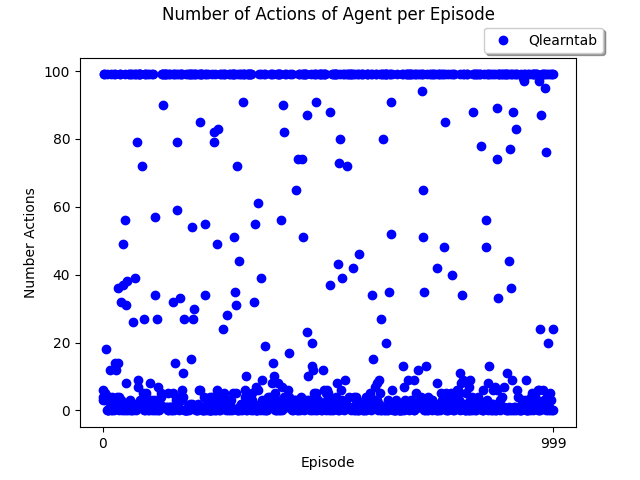 Number of Actions of Agent per Episode
Qlearntab
100
80
60
40
20
0
Number Actions
0
999
Episode